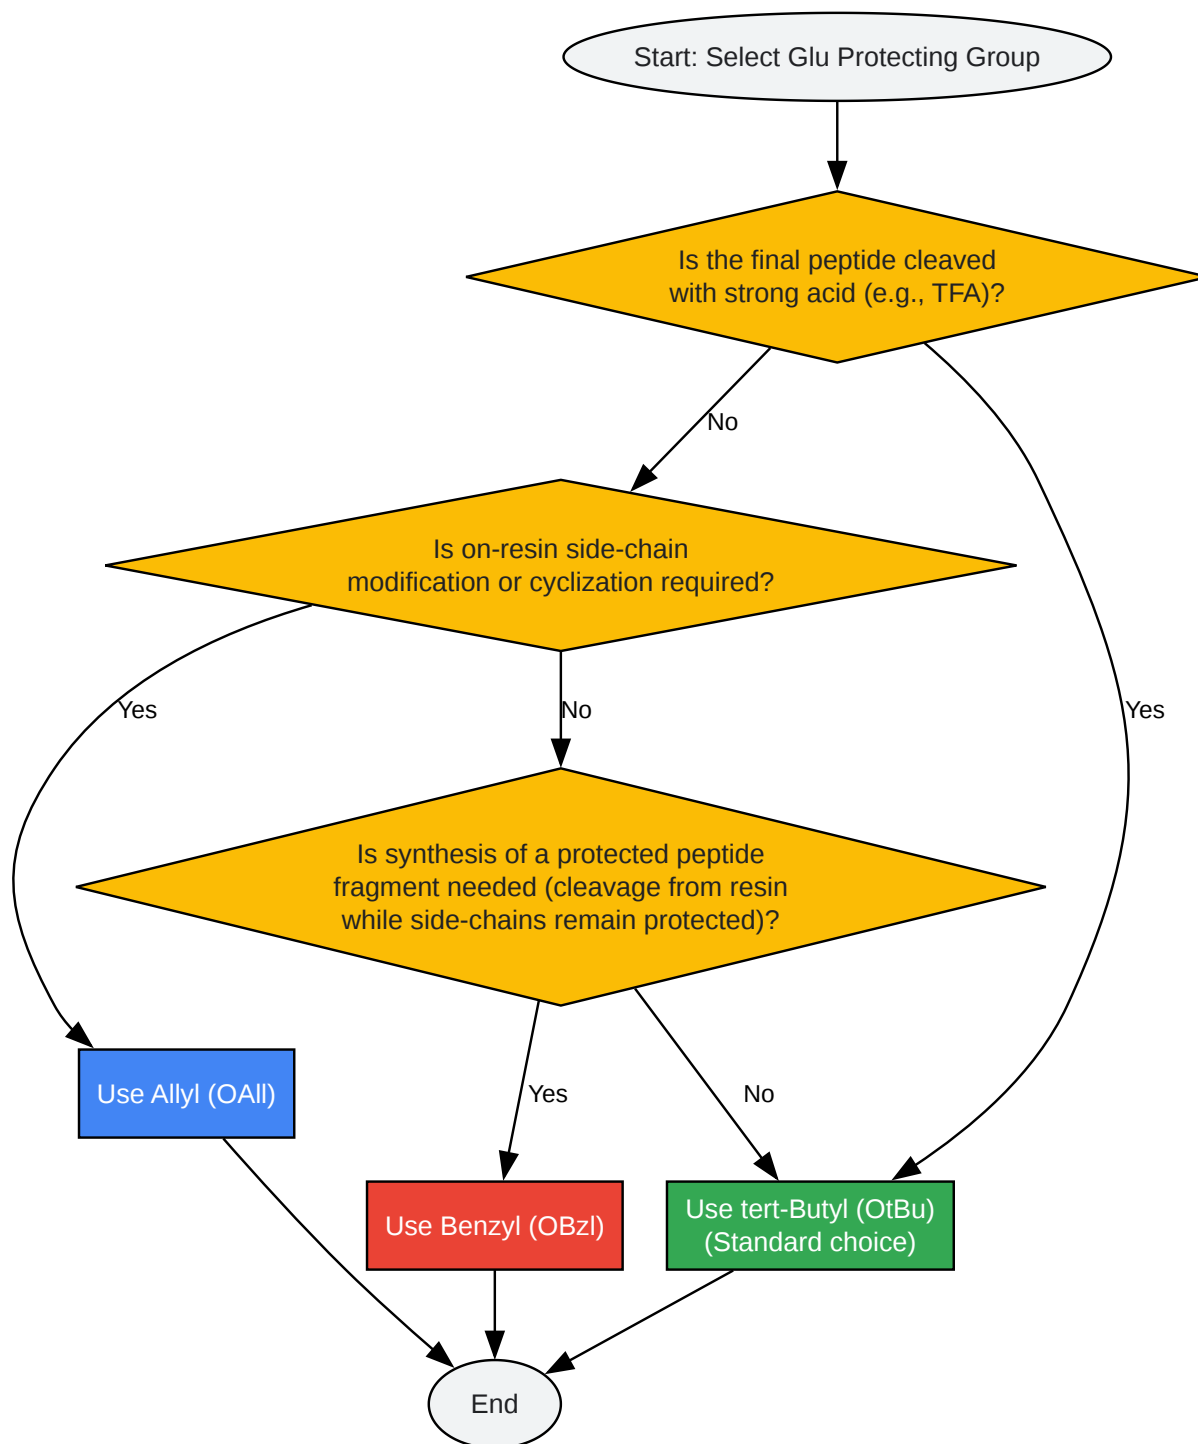 Start: Select Glu Protecting Group
Is the final peptide cleaved
with strong acid (e.g., TFA)?
No
Is on-resin side-chain
modification or cyclization required?
Yes
No
Yes
Is synthesis of a protected peptide
fragment needed (cleavage from resin
while side-chains remain protected)?
Use Allyl (OAll)
Yes
No
Use Benzyl (OBzl)
Use tert-Butyl (OtBu)
(Standard choice)
End